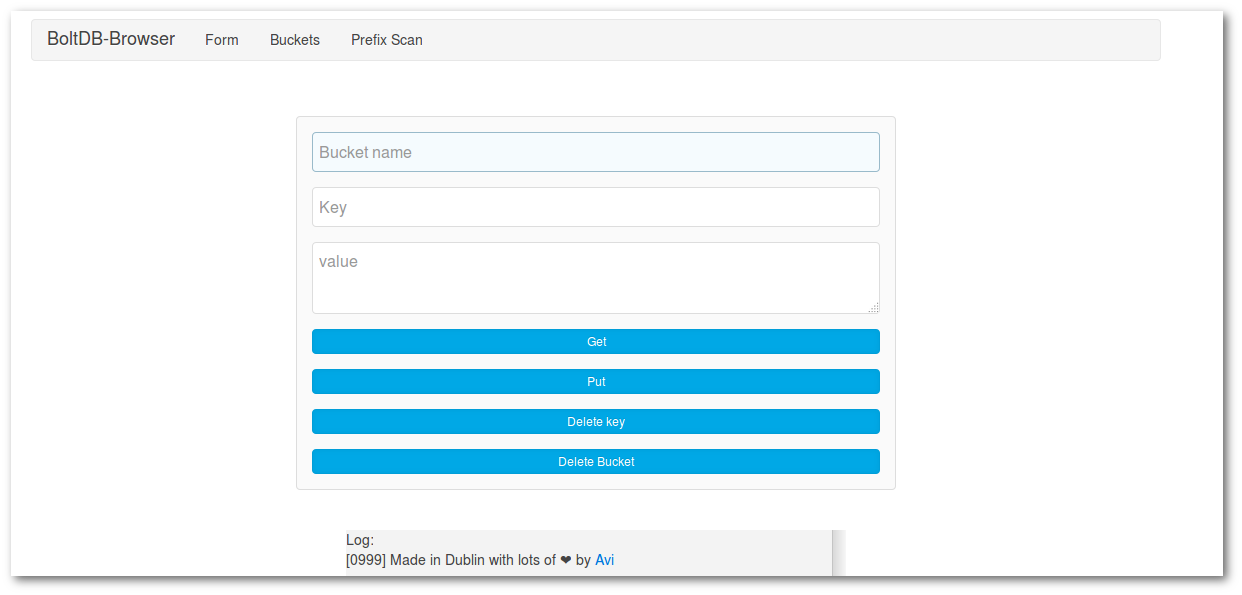 BoltDB-Browser Form Buckets Prefix Scan
Bucket name
Key
value
Get
Put
Delete key
Delete Bucket
Log:
[0999] Made in Dublin with lots of ❤ by Avi